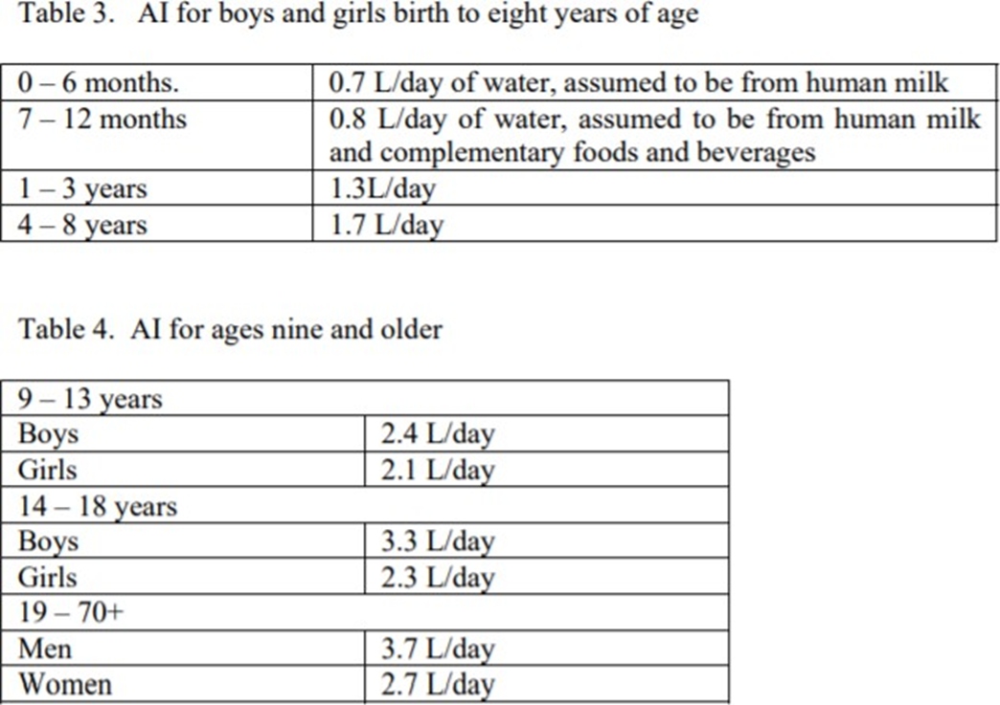 Table 3.   AI for boys and girls birth to eight years of age
0 – 6 months.
0.7 L/day of water, assumed to be from human milk
7 – 12 months
0.8 L/day of water, assumed to be from human milk
and complementary foods and beverages
1 – 3 years
1.3L/day
4 – 8 years
1.7 L/day
Table 4.  AI for ages nine and older
9 – 13 years
Boys
2.4 L/day
Girls
2.1 L/day
14 – 18 years
Boys
3.3 L/day
Girls
2.3 L/day
19 – 70+
Men
3.7 L/day
Women
2.7 L/day